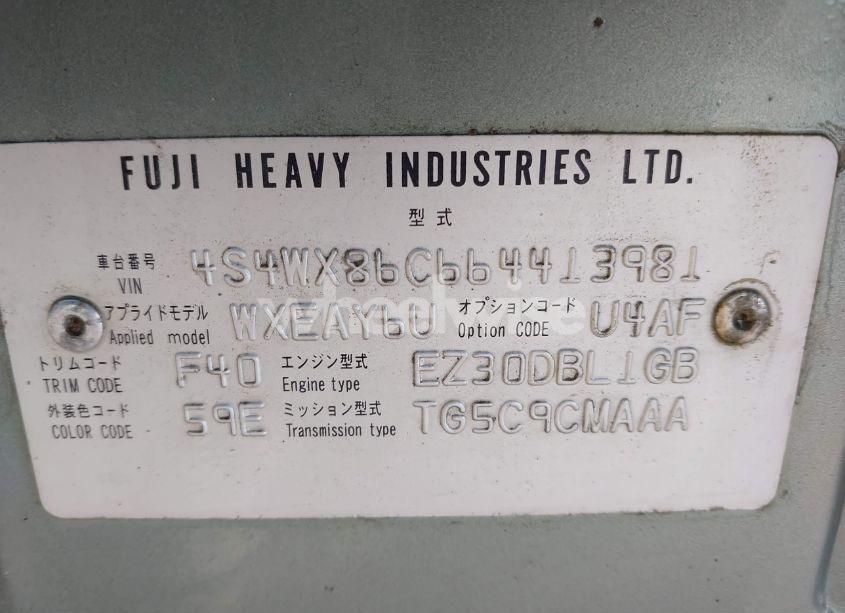 FUJI HEAVY INDUSTRIES LTD.
型式
車台番号 VIN 4S4WX86C664413981
アプライドモデル Applied model WXEAY6U オプションコード Option CODE U4AF
トリムコード TRIM CODE F40 エンジン型式 Engine type EZ30DBL1GB
外装色コード COLOR CODE 59E ミッション型式 Transmission type TG5C9CMAAA